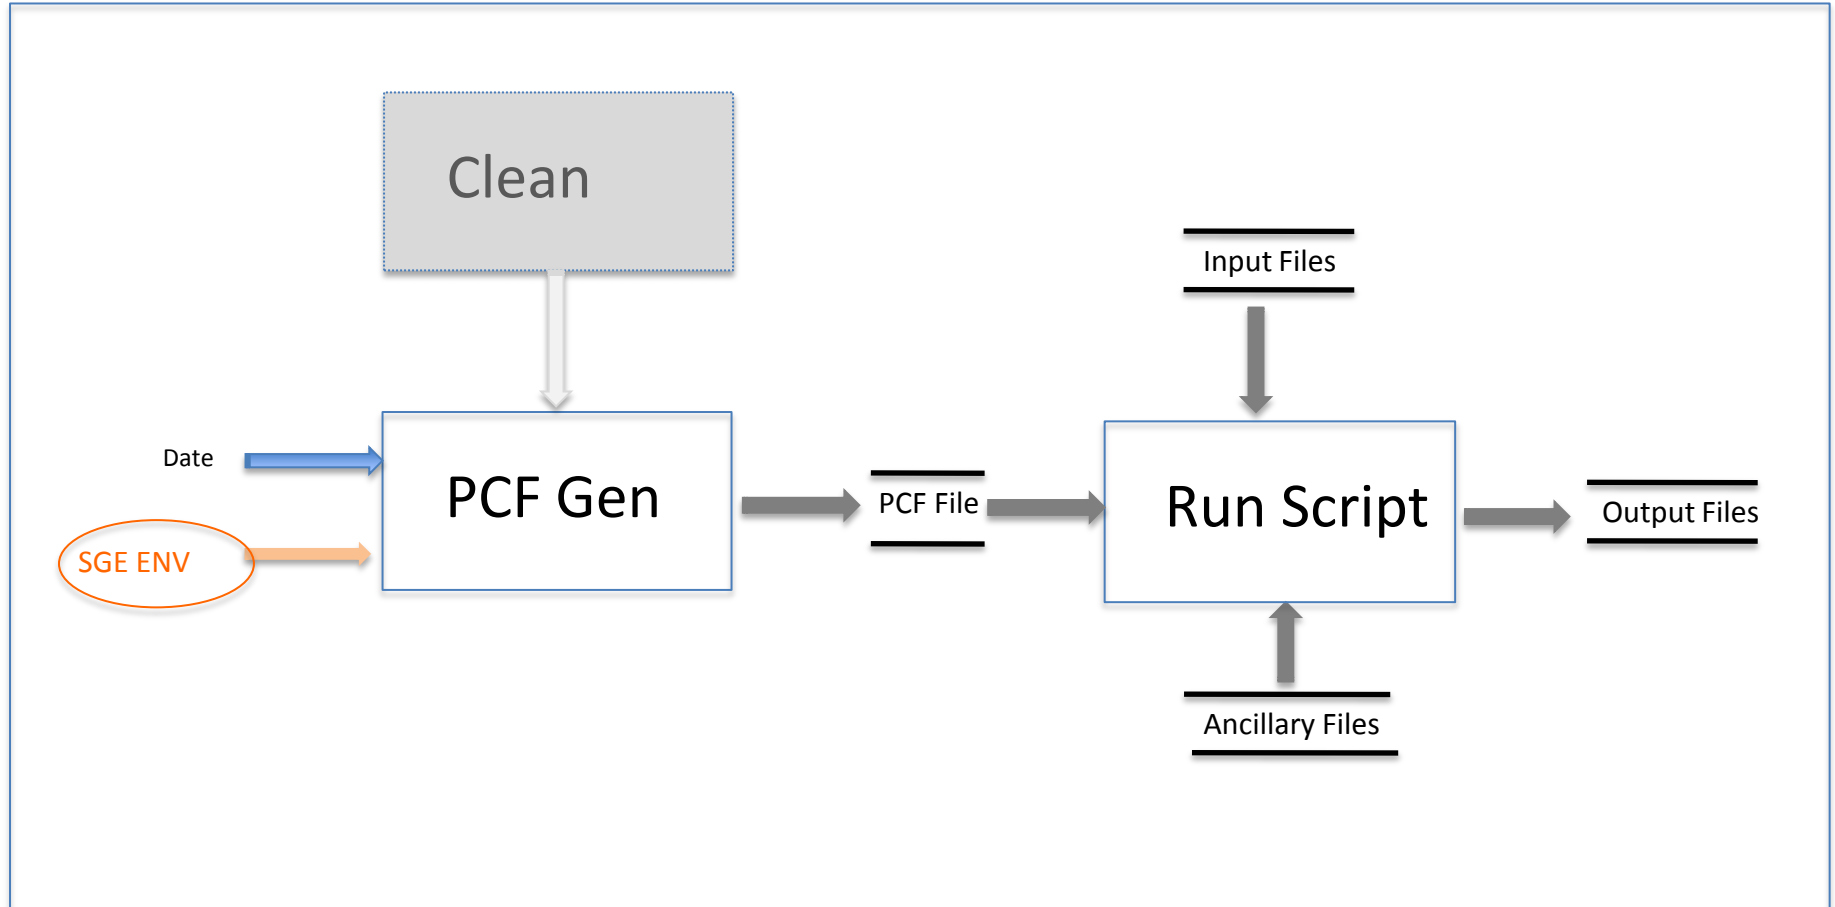 Clean
Input Files
Date
PCF Gen
PCF File
Run Script
Output Files
SGE ENV
Ancillary Files